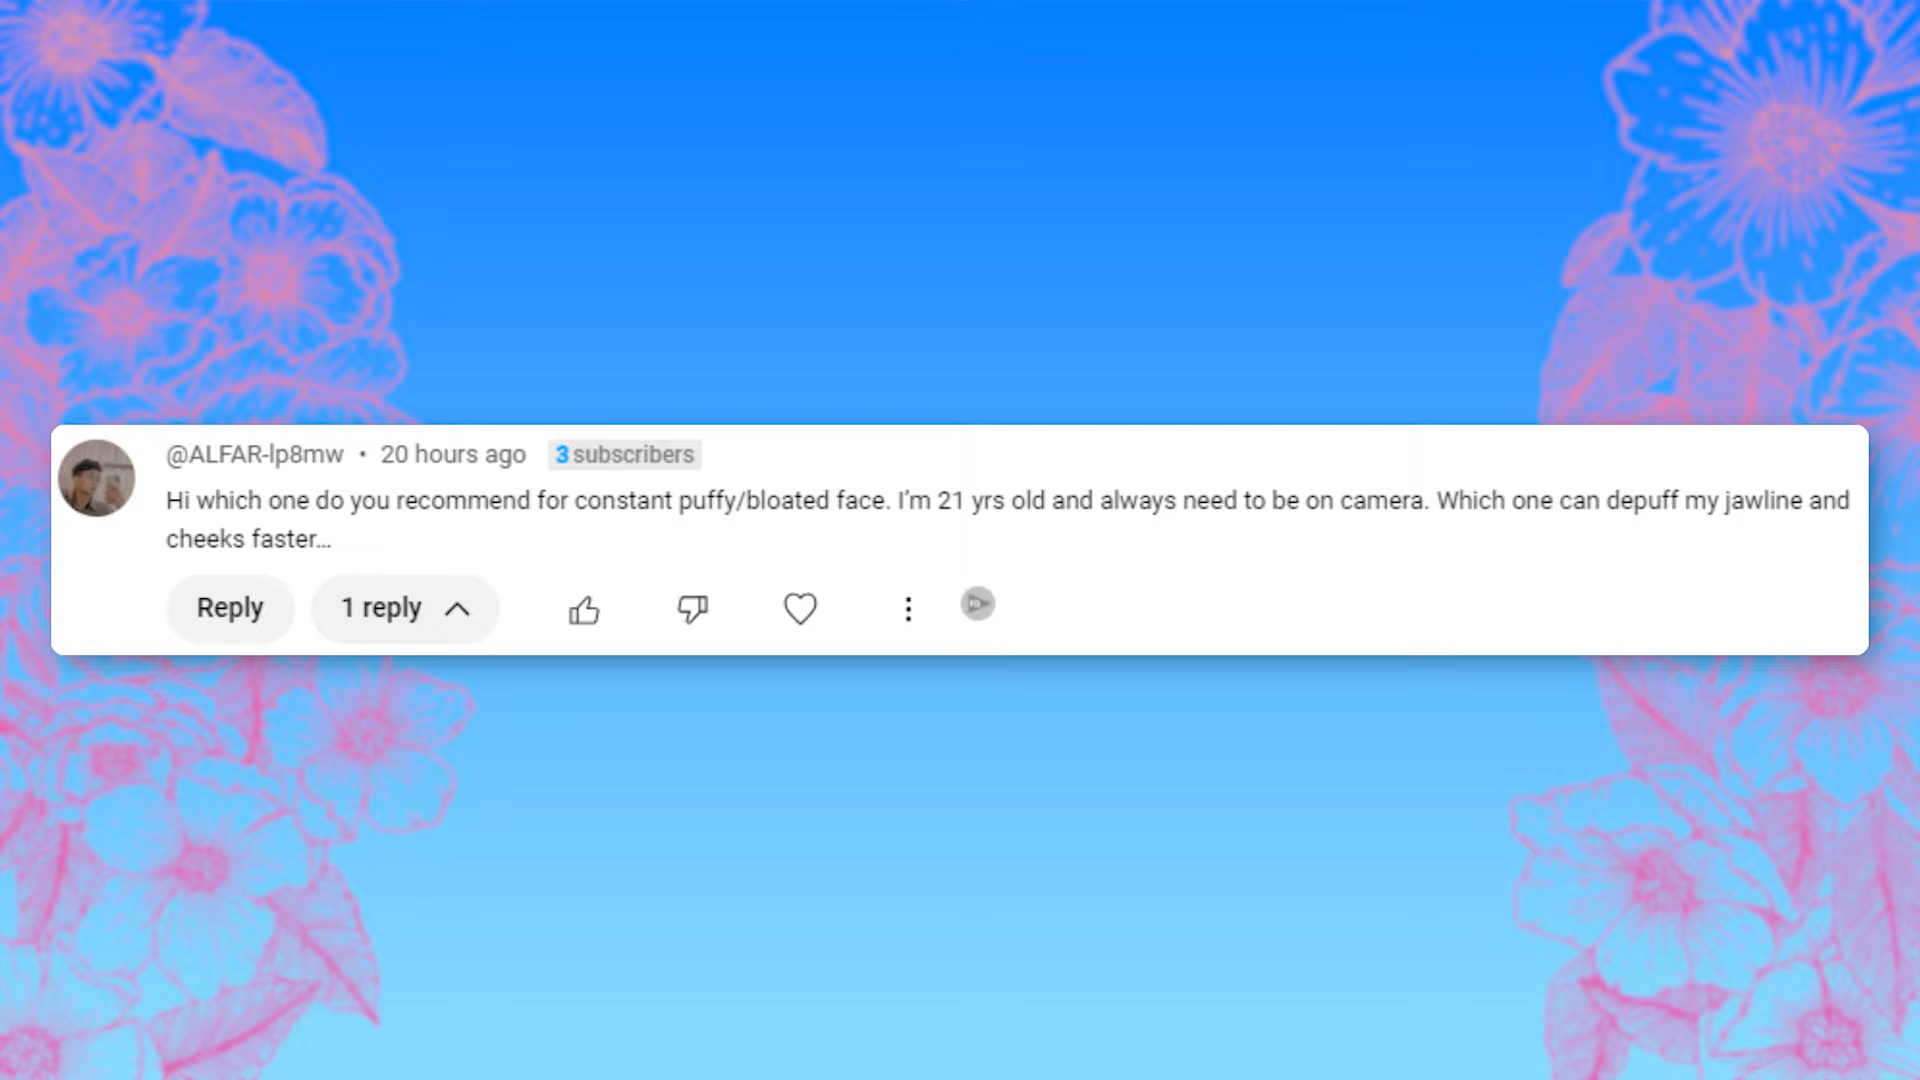 @ALFAR-lp8mw • 20 hours ago 3 subscribers
Hi which one do you recommend for constant puffy/bloated face. I'm 21 yrs old and always need to be on camera. Which one can depuff my jawline and
cheeks faster...
Reply 1 reply